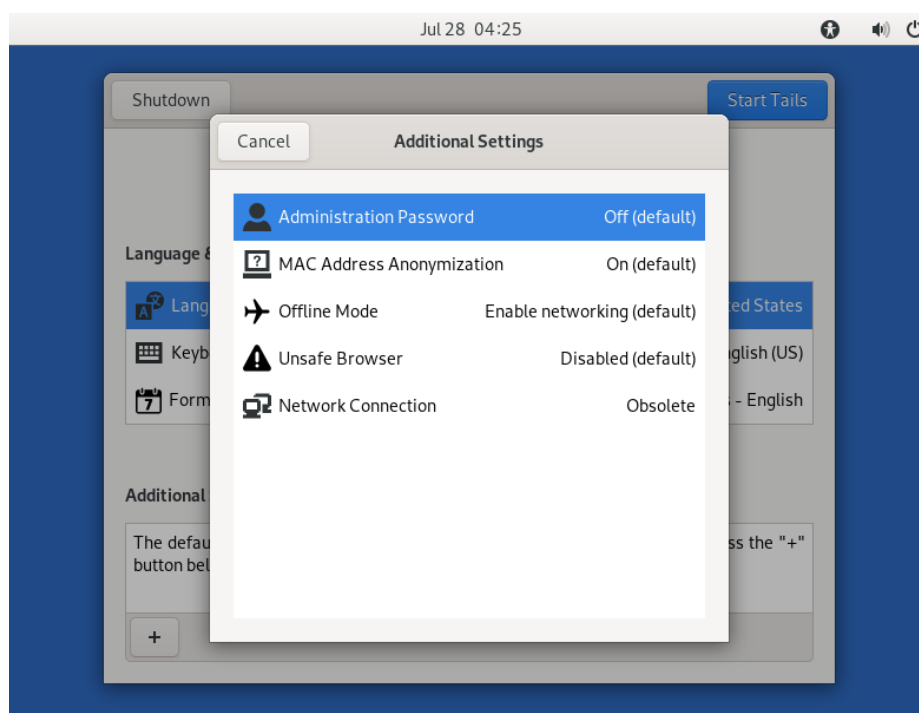 Jul 28 04:25
Shutdown
Start Tails
Cancel
Additional Settings
Administration Password Off (default)
MAC Address Anonymization On (default)
Offline Mode Enable networking (default)
Unsafe Browser Disabled (default)
Network Connection Obsolete
Language &
Lang ted States
Keyb nglish (US)
7 Form - English
Additional
The defau ss the "+"
button bel
+